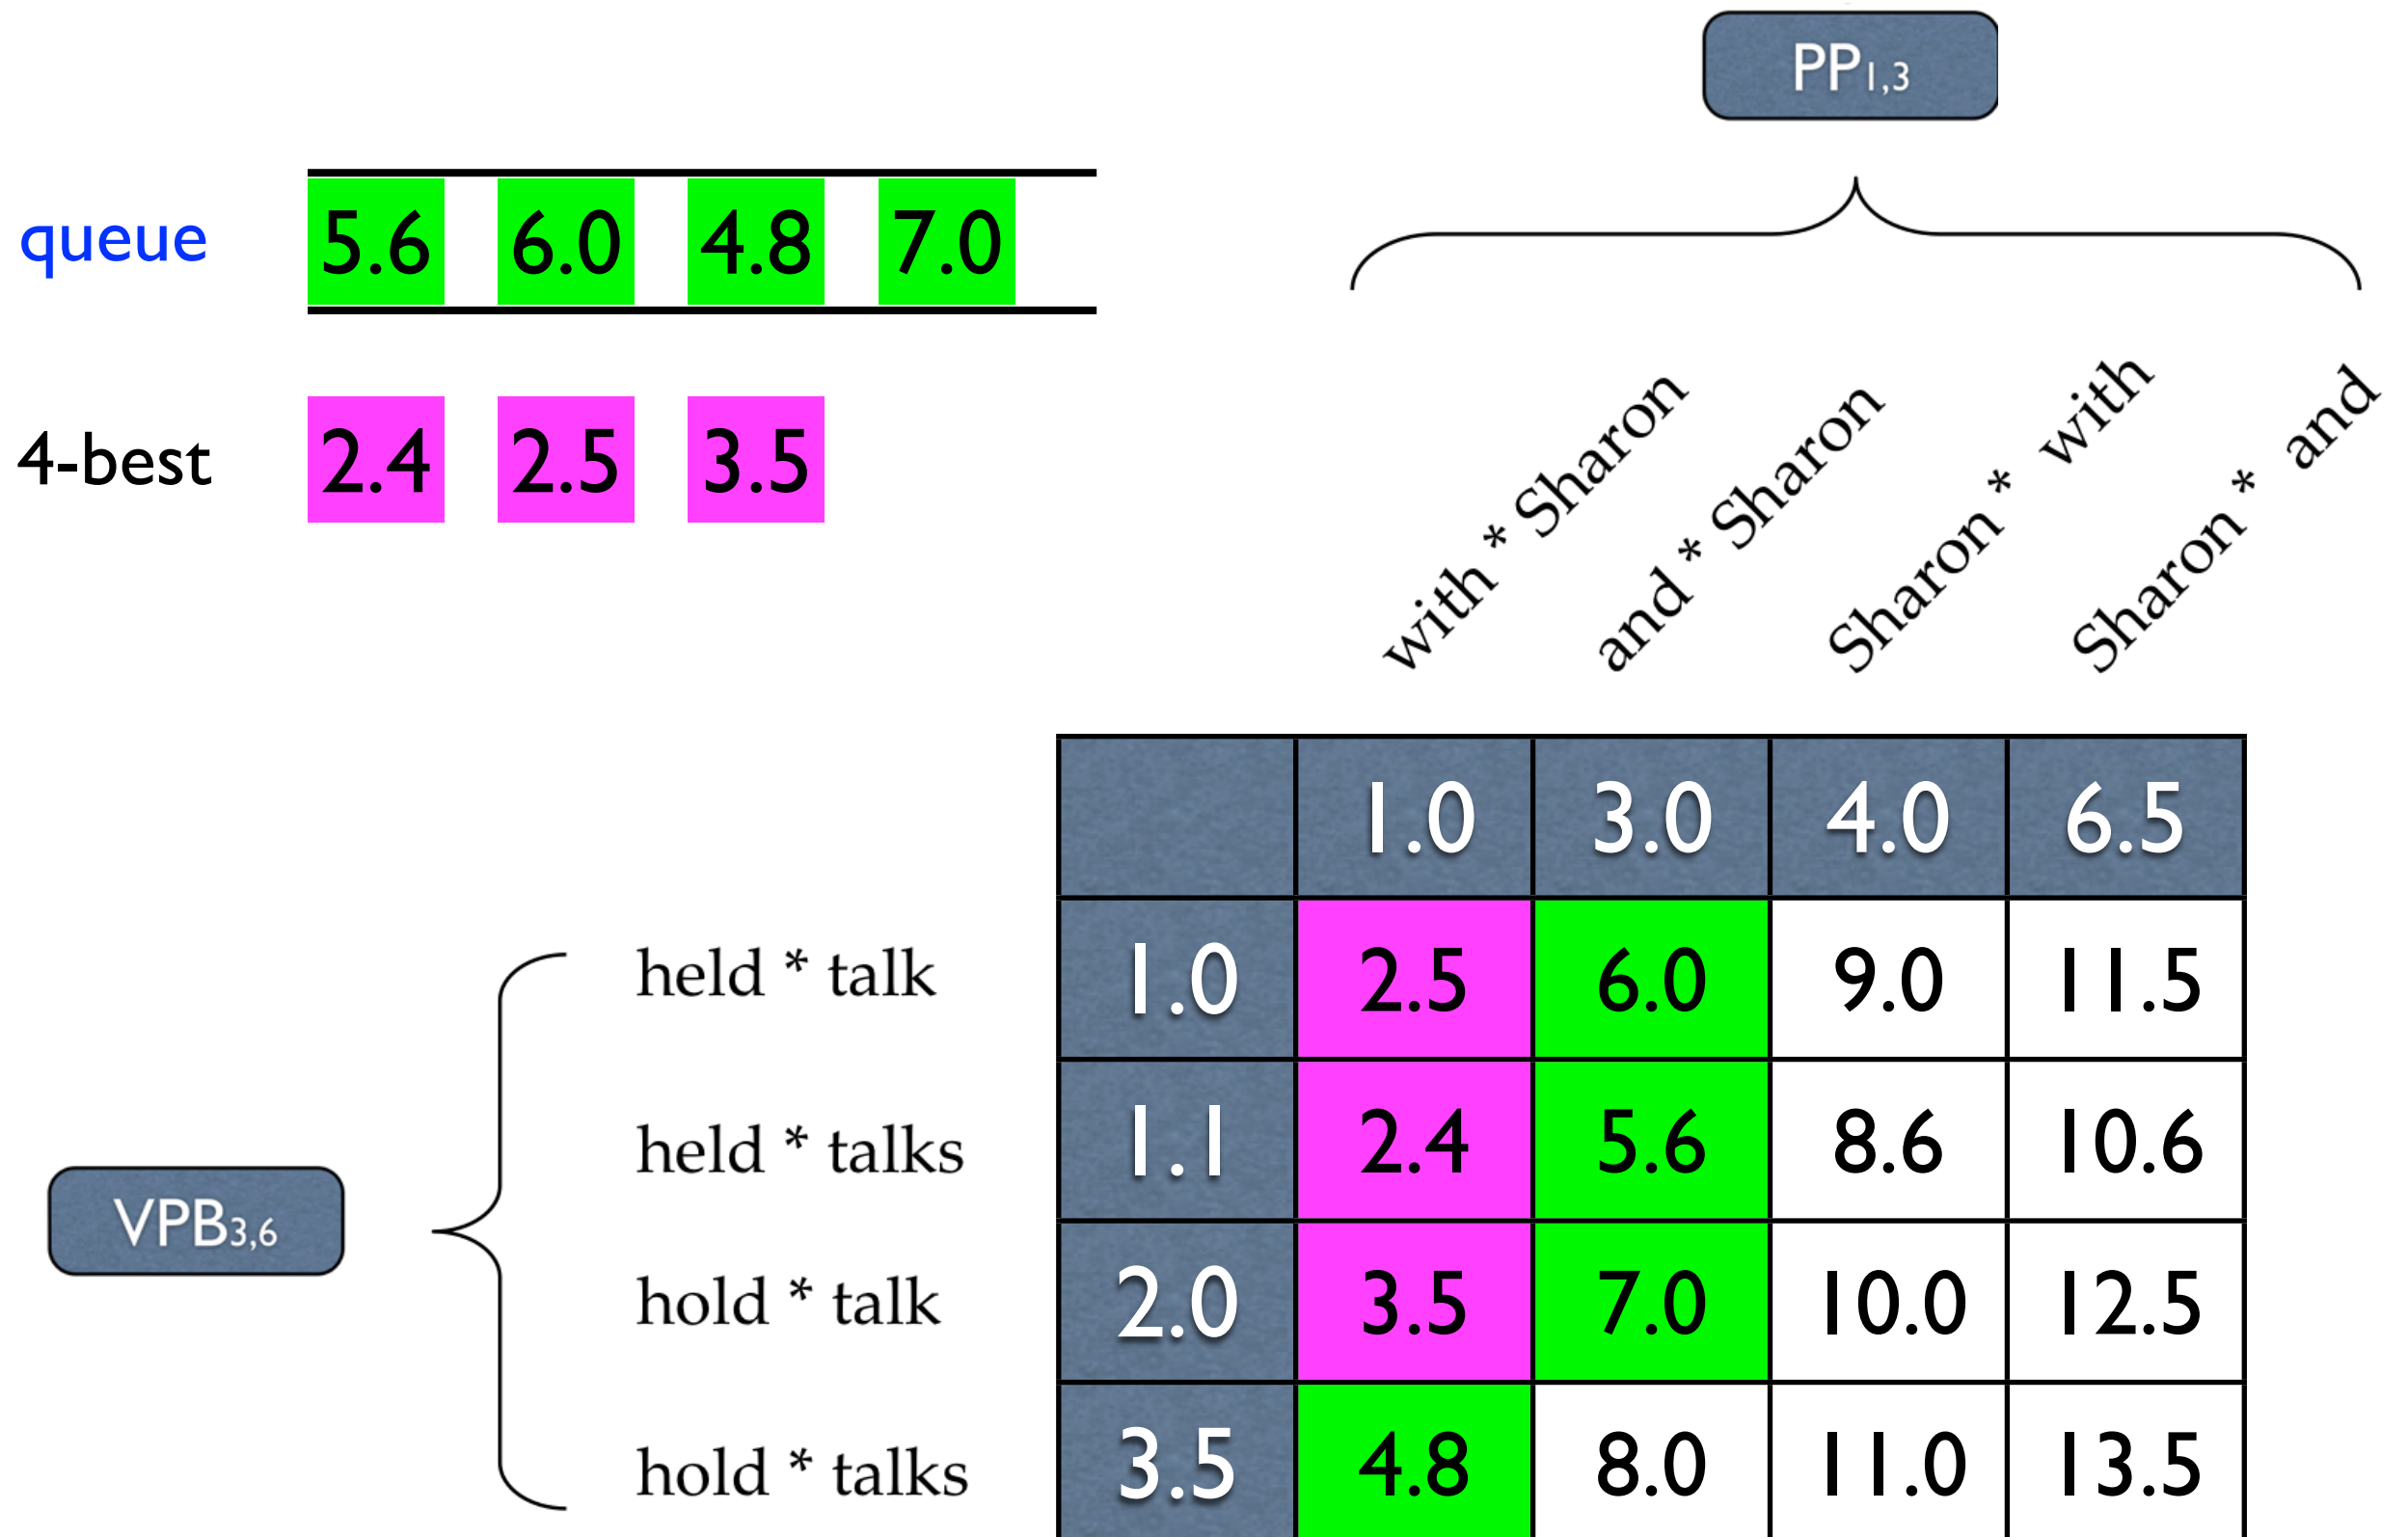 PP1,3
queue 5.6 6.0 4.8 7.0
4-best 2.4 2.5 3.5
with * Sharon
and * Sharon
Sharon * with
Sharon * and
1.0 3.0 4.0 6.5
held * talk 1.0 2.5 6.0 9.0 11.5
held * talks 1.1 2.4 5.6 8.6 10.6
VPB3,6
hold * talk 2.0 3.5 7.0 10.0 12.5
hold * talks 3.5 4.8 8.0 11.0 13.5